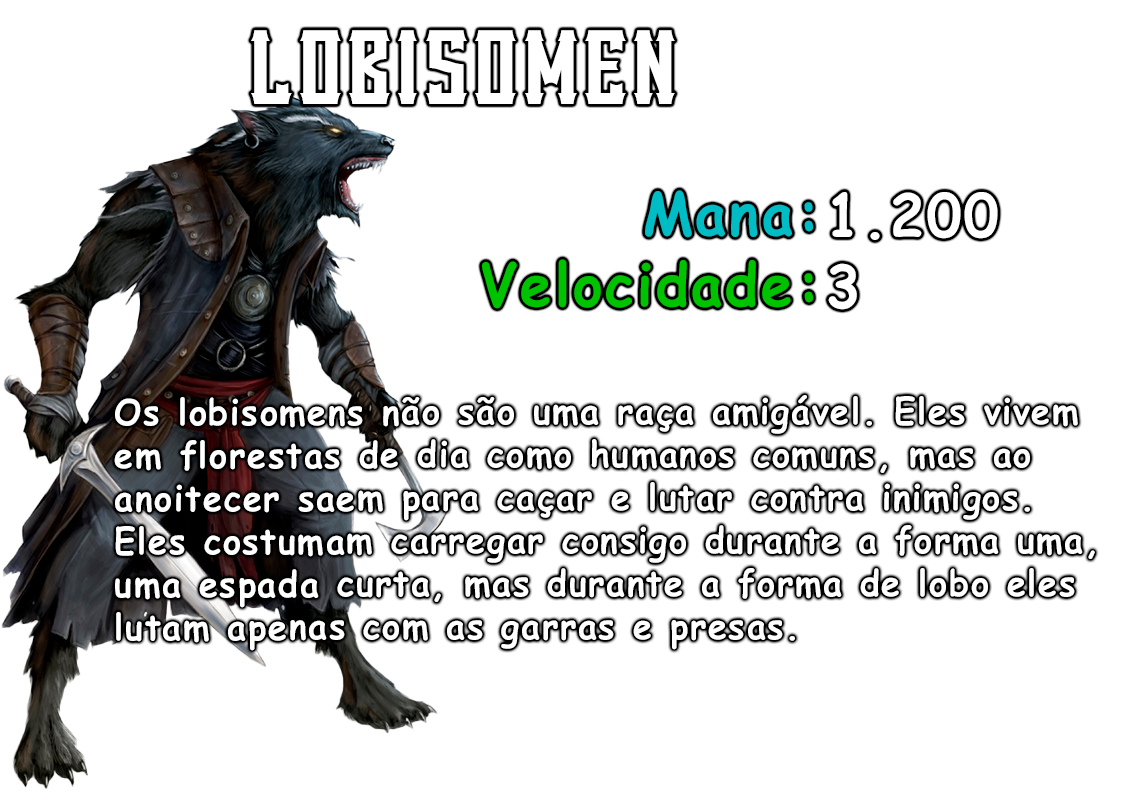 LOBISOMEN
Mana:1.200
Velocidade:3
Os lobisomens não são uma raça amigável. Eles vivem
em florestas de dia como humanos comuns, mas ao
anoitecer saem para caçar e lutar contra inimigos.
Eles costumam carregar consigo durante a forma uma,
uma espada curta, mas durante a forma de lobo eles
lutam apenas com as garras e presas.